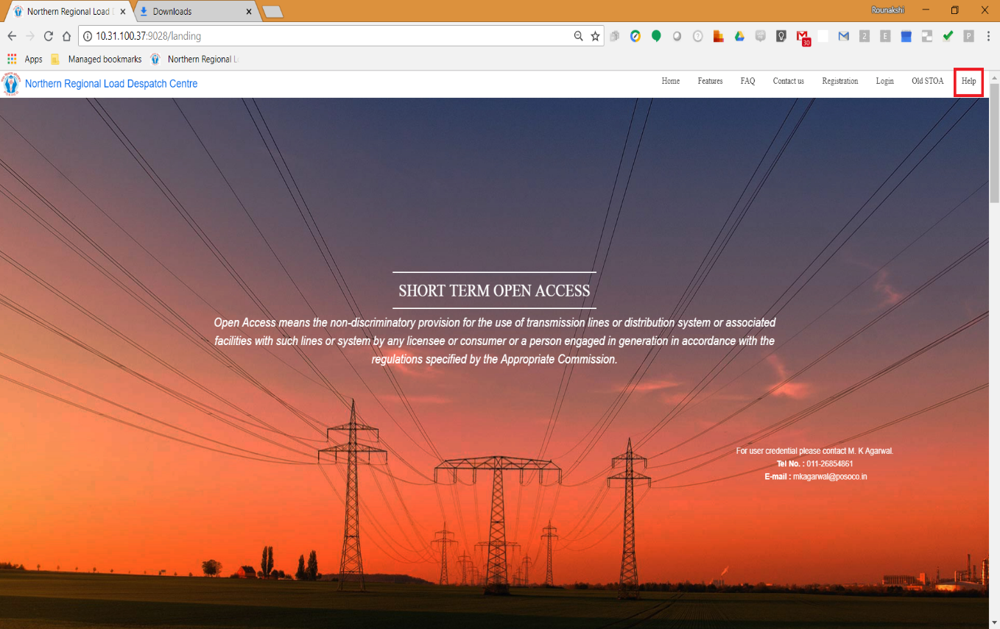 Northern Regional Load D
Downloads
Rounakshi
10.31.100.37:9028/landing
30
2
E
P
Apps
Managed bookmarks
Northern Regional Lo
Northern Regional Load Despatch Centre
Home
Features
FAQ
Contact us
Registration
Login
Old STOA
Help
SHORT TERM OPEN ACCESS
Open Access means the non-discriminatory provision for the use of transmission lines or distribution system or associated
facilities with such lines or system by any licensee or consumer or a person engaged in generation in accordance with the
regulations specified by the Appropriate Commission.
For user credential please contact M. K Agarwal.
Tel No. : 011-26854861
E-mail : mkagarwal@posoco.in